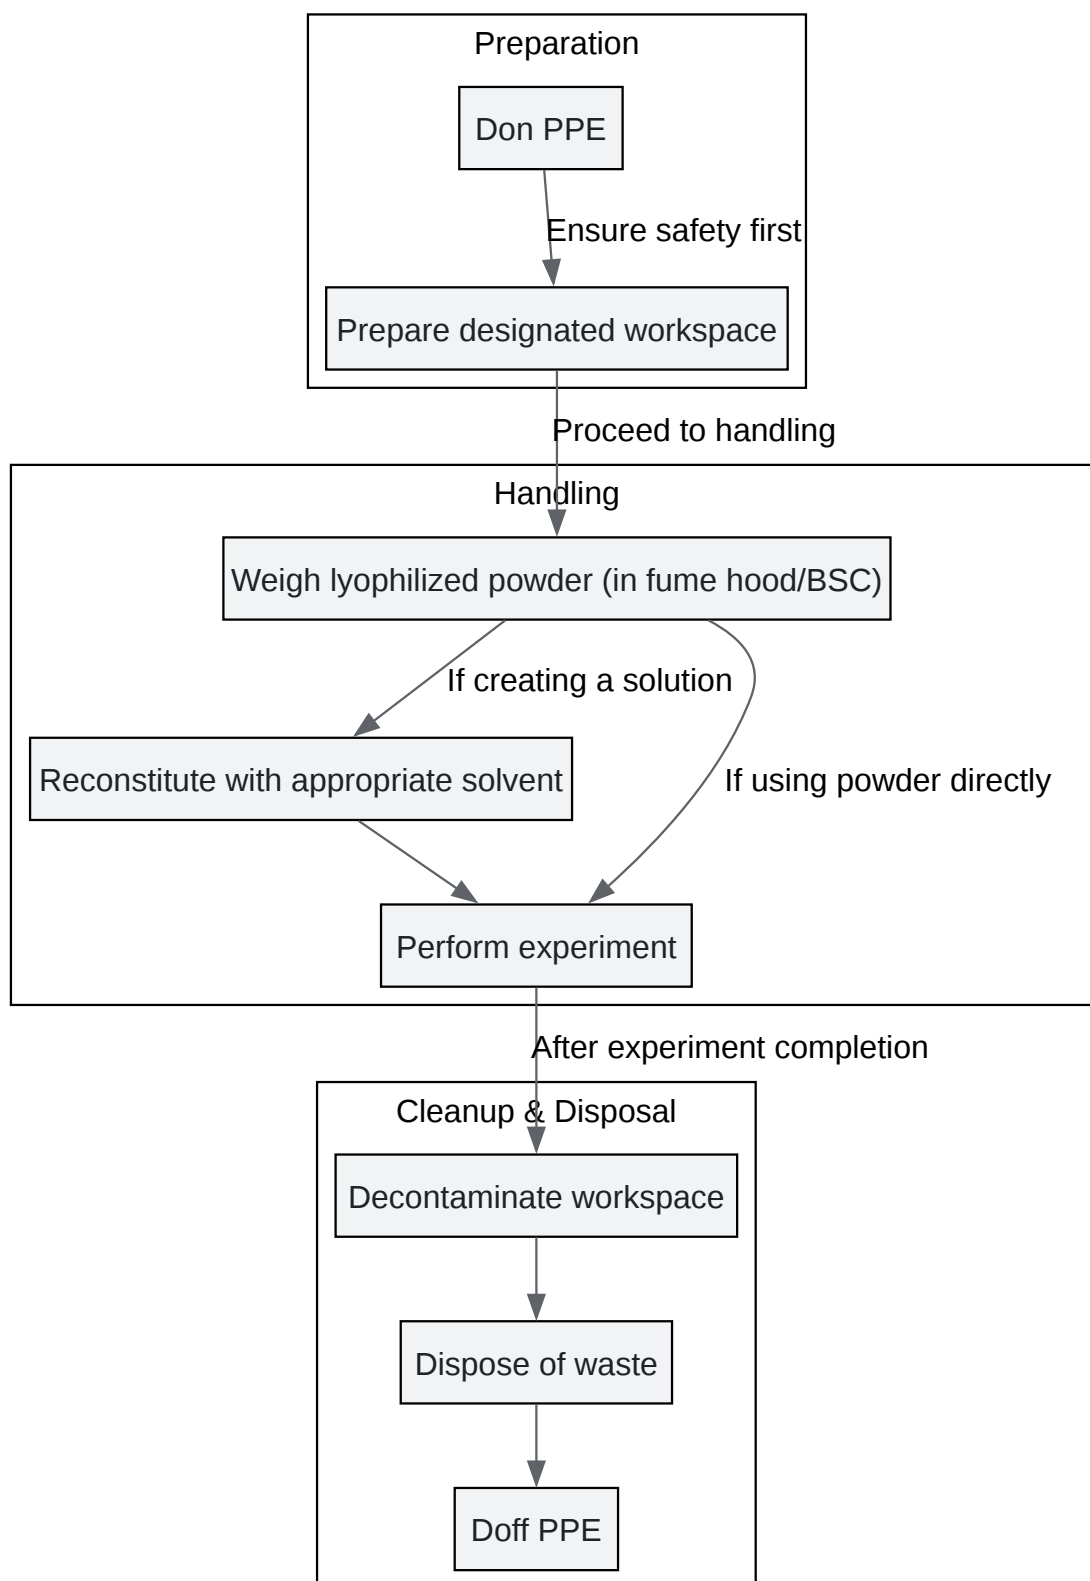 Preparation
Don PPE
Ensure safety first
Prepare designated workspace
Proceed to handling
Handling
Weigh lyophilized powder (in fume hood/BSC)
If creating a solution
Reconstitute with appropriate solvent
If using powder directly
Perform experiment
After experiment completion
Cleanup & Disposal
Decontaminate workspace
Dispose of waste
Doff PPE